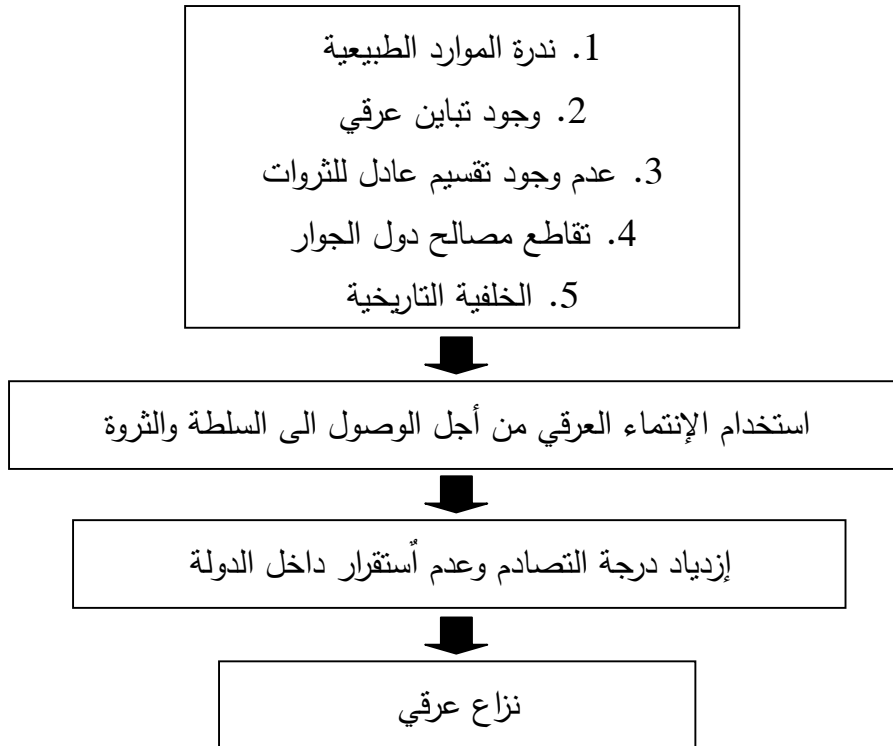 1. ندرة الموارد الطبيعية
2. وجود تباين عرقي
3. عدم وجود تقسيم عادل للثروات
4. تقاطع مصالح دول الجوار
5. الخلفية التاريخية
استخدام الإنتماء العرقي من أجل الوصول الى السلطة والثروة
إزدياد درجة التصادم وعدم أٌستقرار داخل الدولة
نزاع عرقي